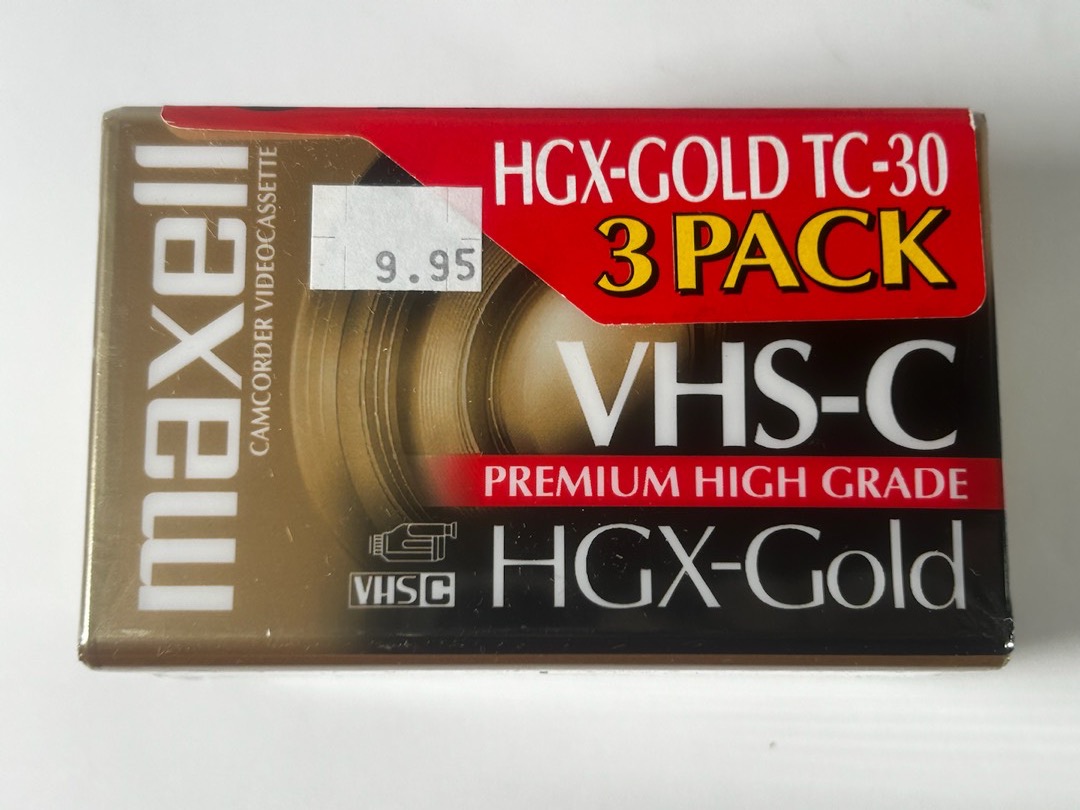 maxell
CAMCORDER VIDEOCASSETTE
HGX-GOLD TC-30
3 PACK
9.95
VHS-C
PREMIUM HIGH GRADE
VHS C
HGX-Gold